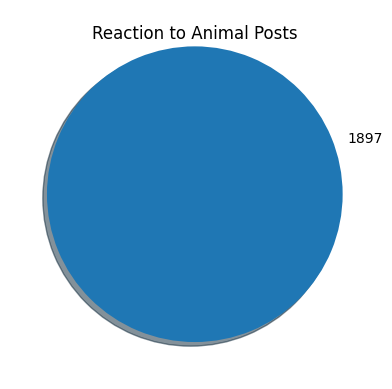 Reaction to Animal Posts
1897